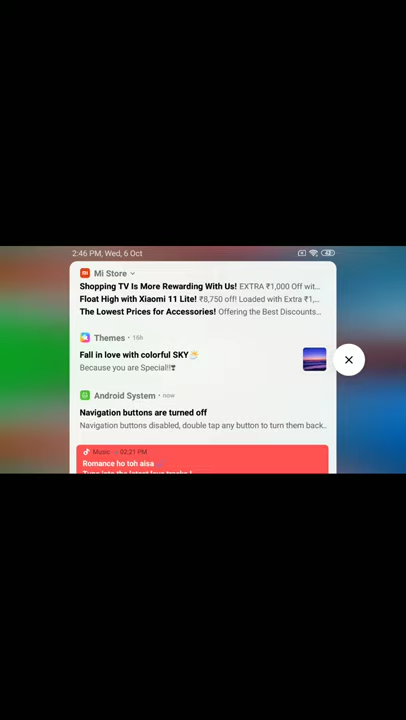 2:46 PM, Wed, 6 Oct
43
Mi Store
Shopping TV Is More Rewarding With Us! EXTRA ₹1,000 Off wit...
Float High with Xiaomi 11 Lite! ₹8,750 off! Loaded with Extra ₹1,...
The Lowest Prices for Accessories! Offering the Best Discounts...
Themes • 16h
Fall in love with colorful SKY
Because you are Special!!
Android System • now
Navigation buttons are turned off
Navigation buttons disabled, double tap any button to turn them back..
Music 02:21 PM
Romance ho toh aisa